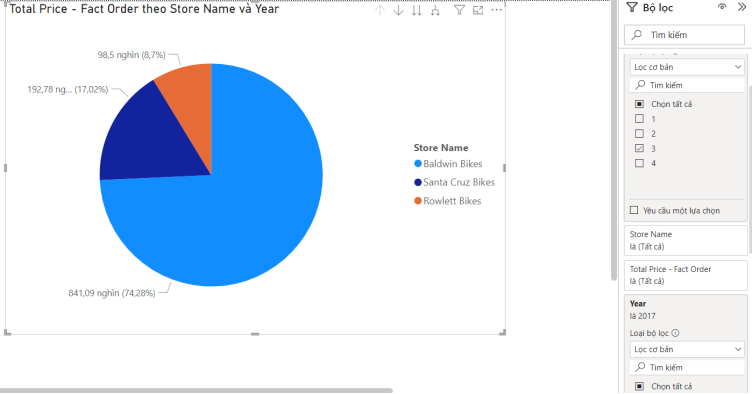 Total Price - Fact Order theo Store Name và Year
98,5 nghìn (8,7%)
192,78 ng... (17,02%)
841,09 nghìn (74,28%)
Store Name
Baldwin Bikes
Santa Cruz Bikes
Rowlett Bikes
Bộ lọc
Tìm kiếm
Lọc cơ bản
Tìm kiếm
Chọn tất cả
1
2
3
4
Yêu cầu một lựa chọn
Store Name
là (Tất cả)
Total Price - Fact Order
là (Tất cả)
Year
là 2017
Loại bộ lọc
Lọc cơ bản
Tìm kiếm
Chọn tất cả